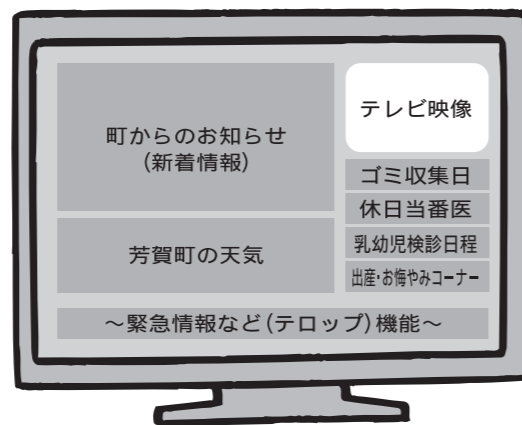 町からのお知らせ
(新着情報)
テレビ映像
ゴミ収集日
休日当番医
芳賀町の天気
乳幼児検診日程
出産・お悔やみコーナー
～緊急情報など(テロップ)機能～